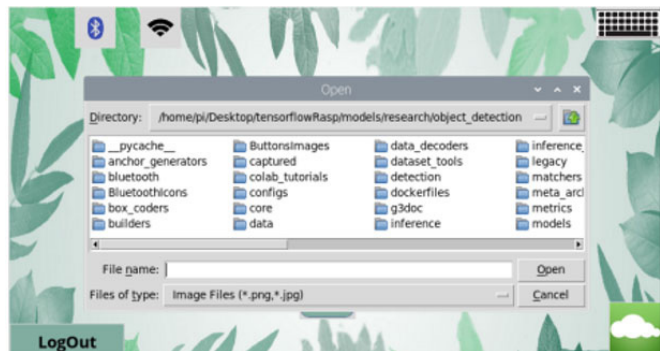 Open
Directory: /home/pi/Desktop/tensorflowRasp/models/research/object_detection
__pycache__ ButtonsImages data_decoders inference_
anchor_generators captured dataset_tools legacy
bluetooth colab_tutorials detection matchers
BluetoothIcons configs dockerfiles meta_arcl
box_coders core g3doc metrics
builders data inference models
File name: Open
Files of type: Image Files (*.png,*.jpg) Cancel
LogOut